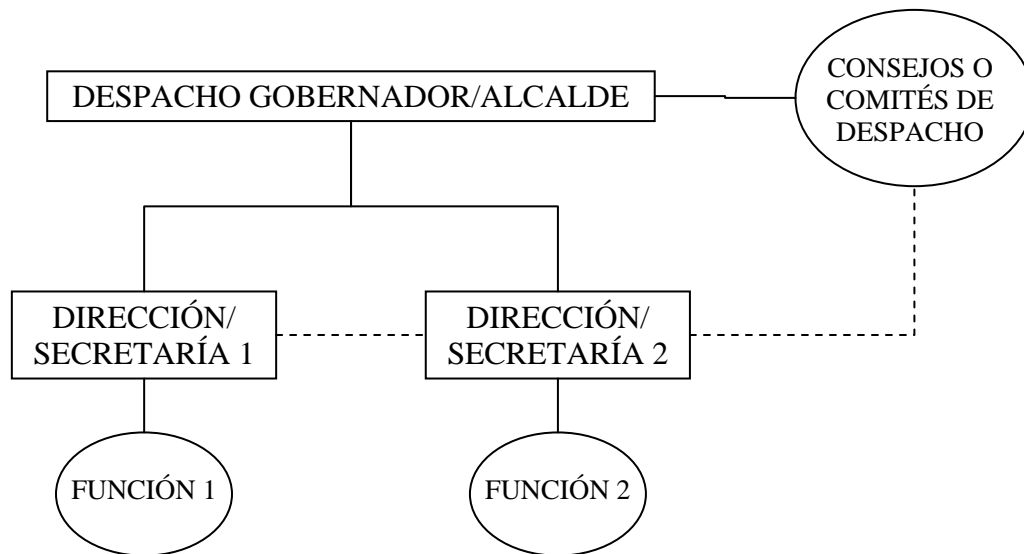 CONSEJOS O
COMITÉS DE
DESPACHO
DESPACHO GOBERNADOR/ALCALDE
DIRECCIÓN/
SECRETARÍA 1
DIRECCIÓN/
SECRETARÍA 2
FUNCIÓN 1
FUNCIÓN 2